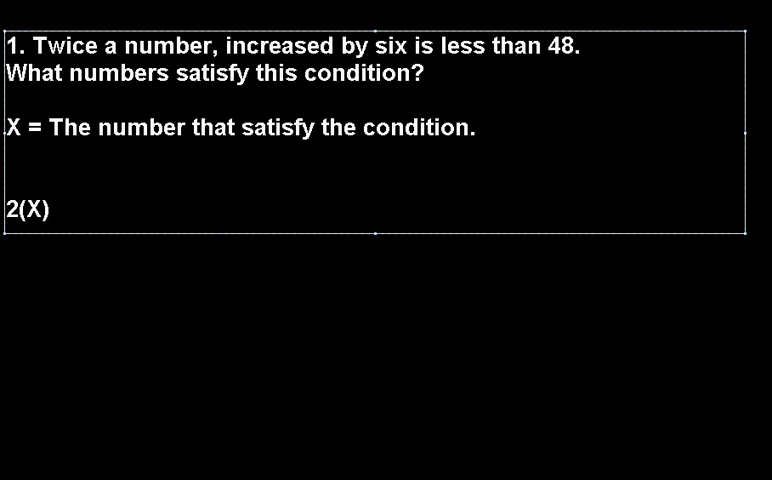 1. Twice a number, increased by six is less than 48.
What numbers satisfy this condition?
X = The number that satisfy the condition.
2(X)